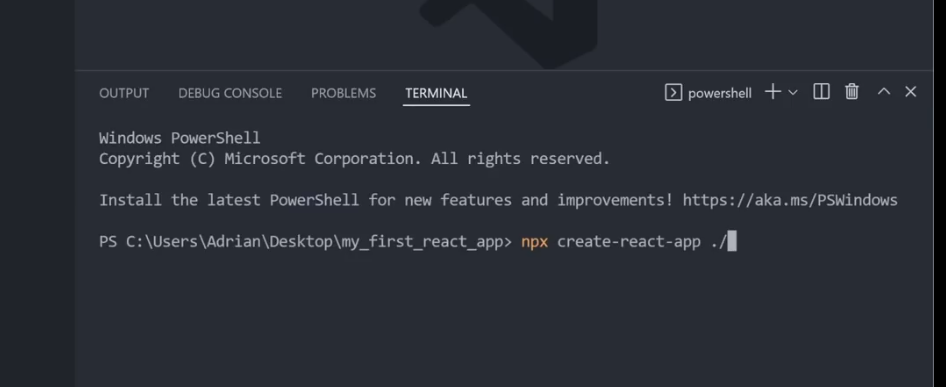 OUTPUT DEBUG CONSOLE PROBLEMS TERMINAL powershell
Windows PowerShell
Copyright (C) Microsoft Corporation. All rights reserved.
Install the latest PowerShell for new features and improvements! https://aka.ms/PSWindows
PS C:\Users\Adrian\Desktop\my_first_react_app> npx create-react-app ./